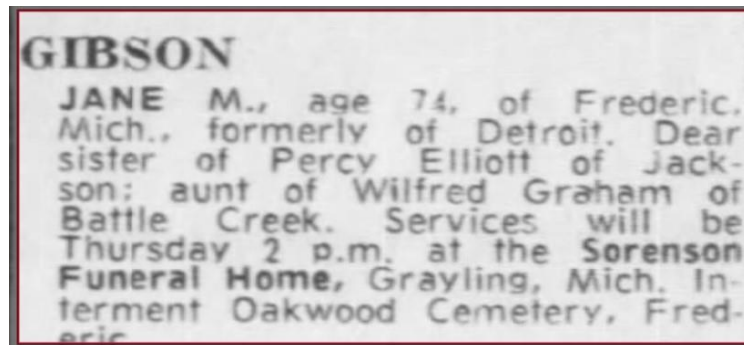 GIBSON
JANE M., age 74, of Frederic,
Mich., formerly of Detroit. Dear
sister of Percy Elliott of Jack-
son; aunt of Wilfred Graham of
Battle Creek. Services will be
Thursday 2 p.m. at the Sorenson
Funeral Home, Grayling, Mich. In-
terment Oakwood Cemetery, Fred-
eric